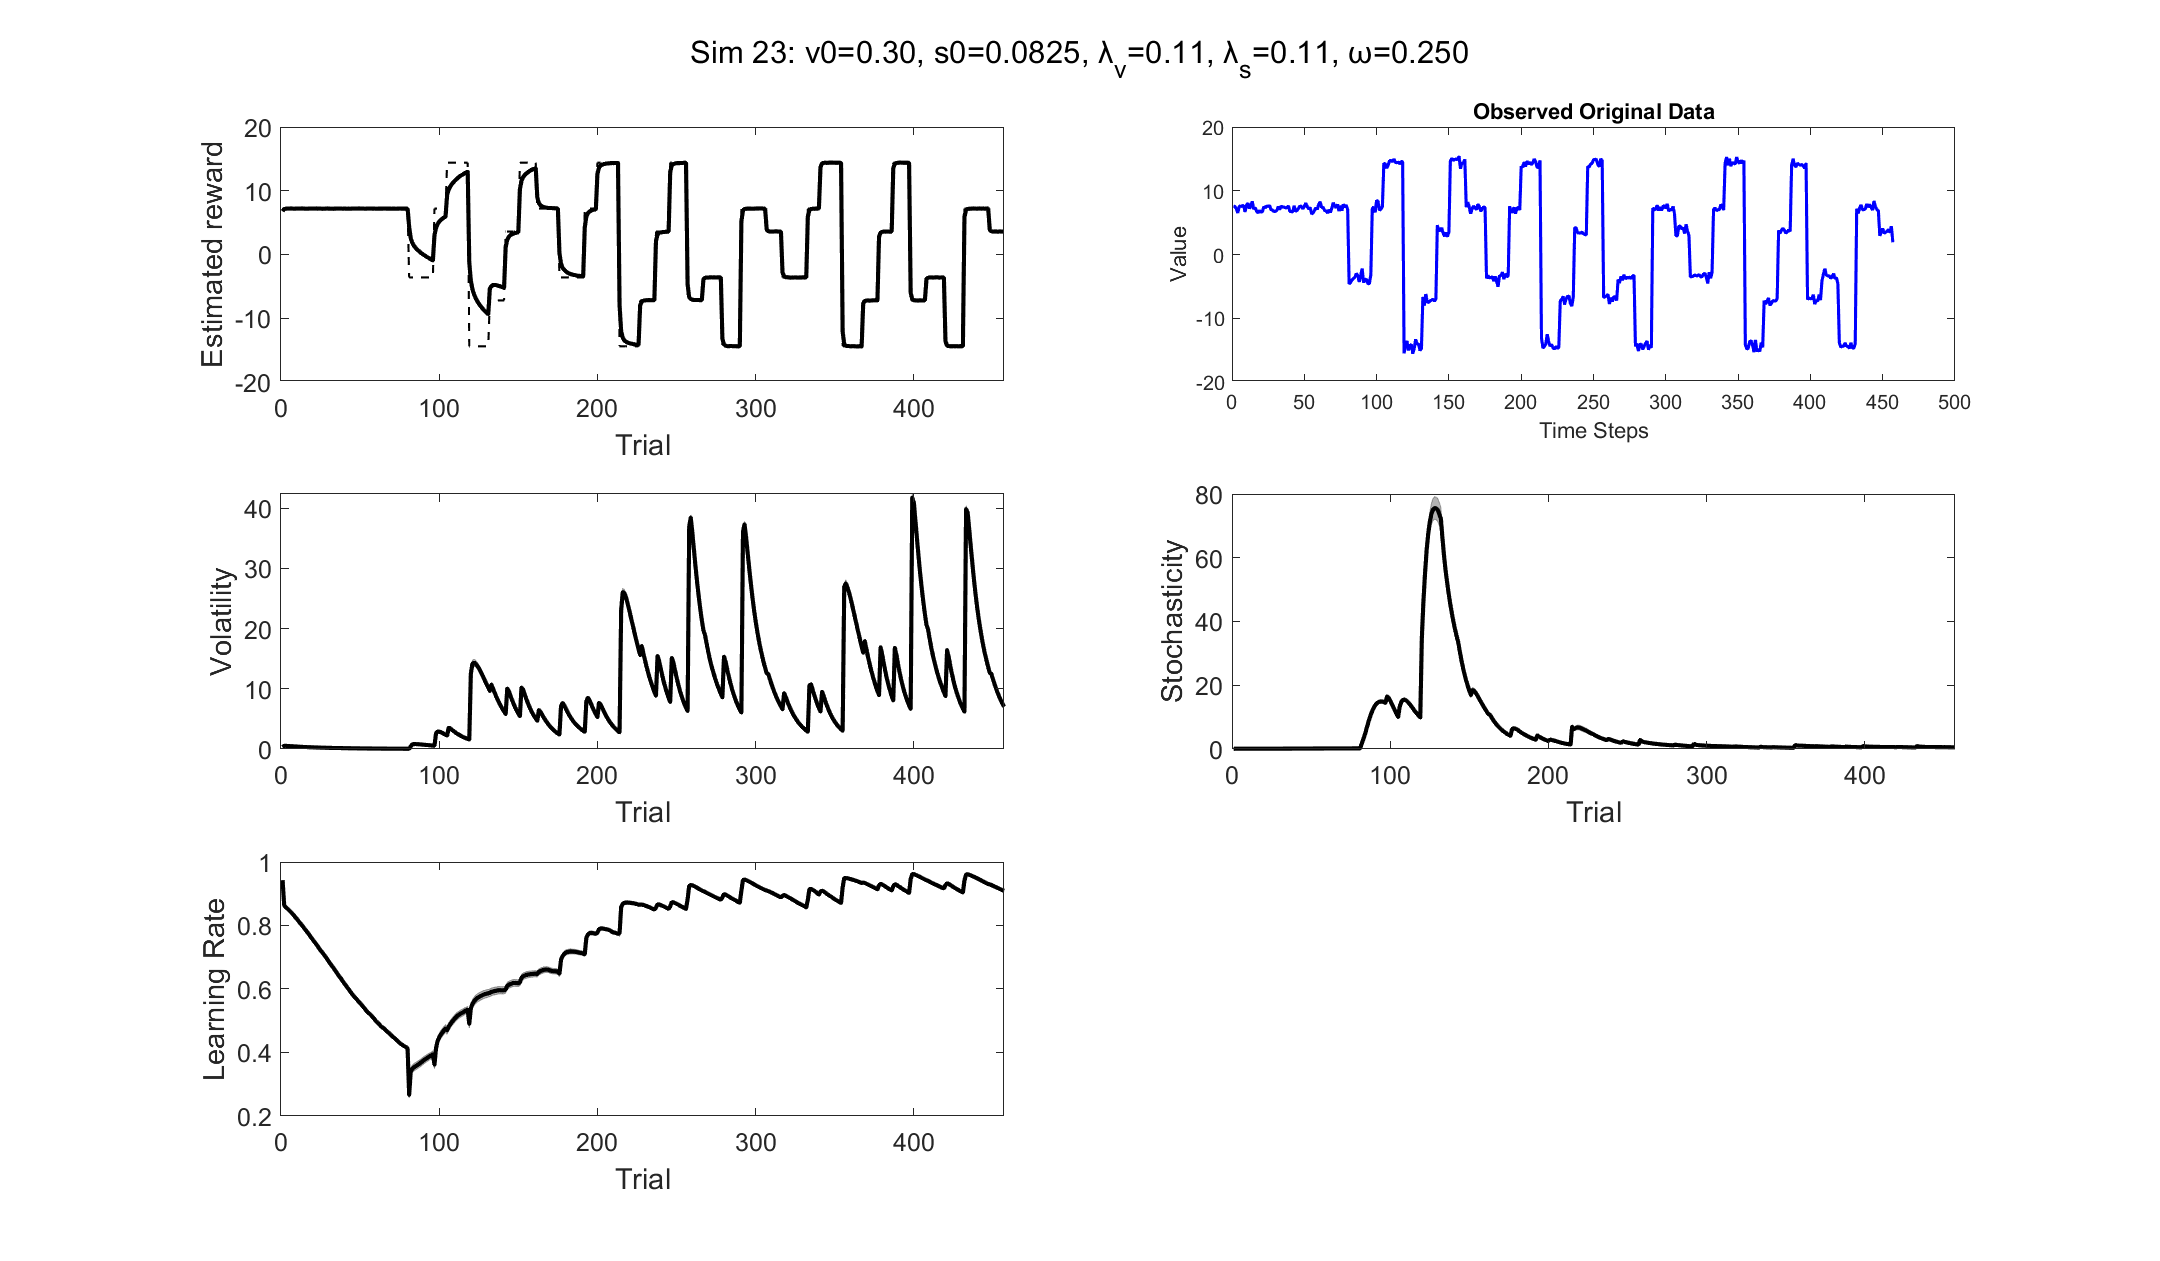 Sim 23: v0=0.30, s0=0.0825, λv=0.11, λs=0.11, ω=0.250
20
10
0
-10
-20
Estimated reward
0 100 200 300 400
Trial
Observed Original Data
20
10
0
-10
-20
Value
0 50 100 150 200 250 300 350 400 450 500
Time Steps
40
30
20
10
0
Volatility
0 100 200 300 400
Trial
80
60
40
20
0
Stochasticity
0 100 200 300 400
Trial
1
0.8
0.6
0.4
0.2
Learning Rate
0 100 200 300 400
Trial